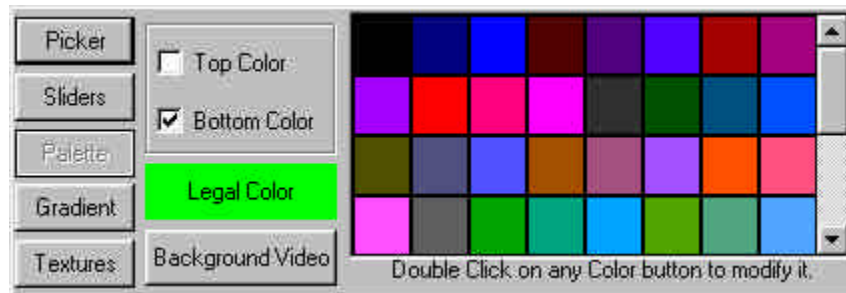 Picker
Sliders
Palette
Gradient
Textures
Top Color
Bottom Color
Legal Color
Background Video
Double Click on any Color button to modify it.